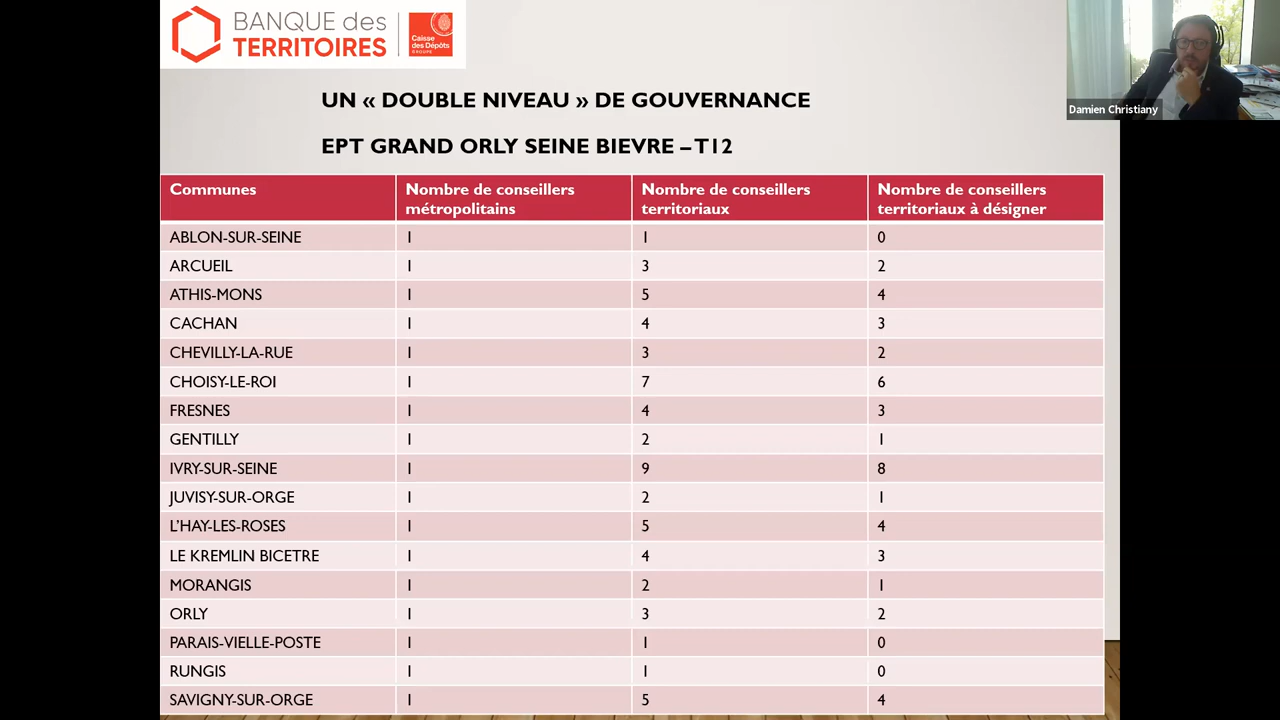 BANQUE des
TERRITOIRES
Caisse
des Dépôts
GROUPE
Damien Christiany
UN « DOUBLE NIVEAU » DE GOUVERNANCE
EPT GRAND ORLY SEINE BIEVRE – T12
Communes | Nombre de conseillers métropolitains | Nombre de conseillers territoriaux | Nombre de conseillers territoriaux à désigner
ABLON-SUR-SEINE 1 1 0
ARCUEIL 1 3 2
ATHIS-MONS 1 5 4
CACHAN 1 4 3
CHEVILLY-LA-RUE 1 3 2
CHOISY-LE-ROI 1 7 6
FRESNES 1 4 3
GENTILLY 1 2 1
IVRY-SUR-SEINE 1 9 8
JUVISY-SUR-ORGE 1 2 1
L'HAY-LES-ROSES 1 5 4
LE KREMLIN BICETRE 1 4 3
MORANGIS 1 2 1
ORLY 1 3 2
PARAIS-VIELLE-POSTE 1 1 0
RUNGIS 1 1 0
SAVIGNY-SUR-ORGE 1 5 4